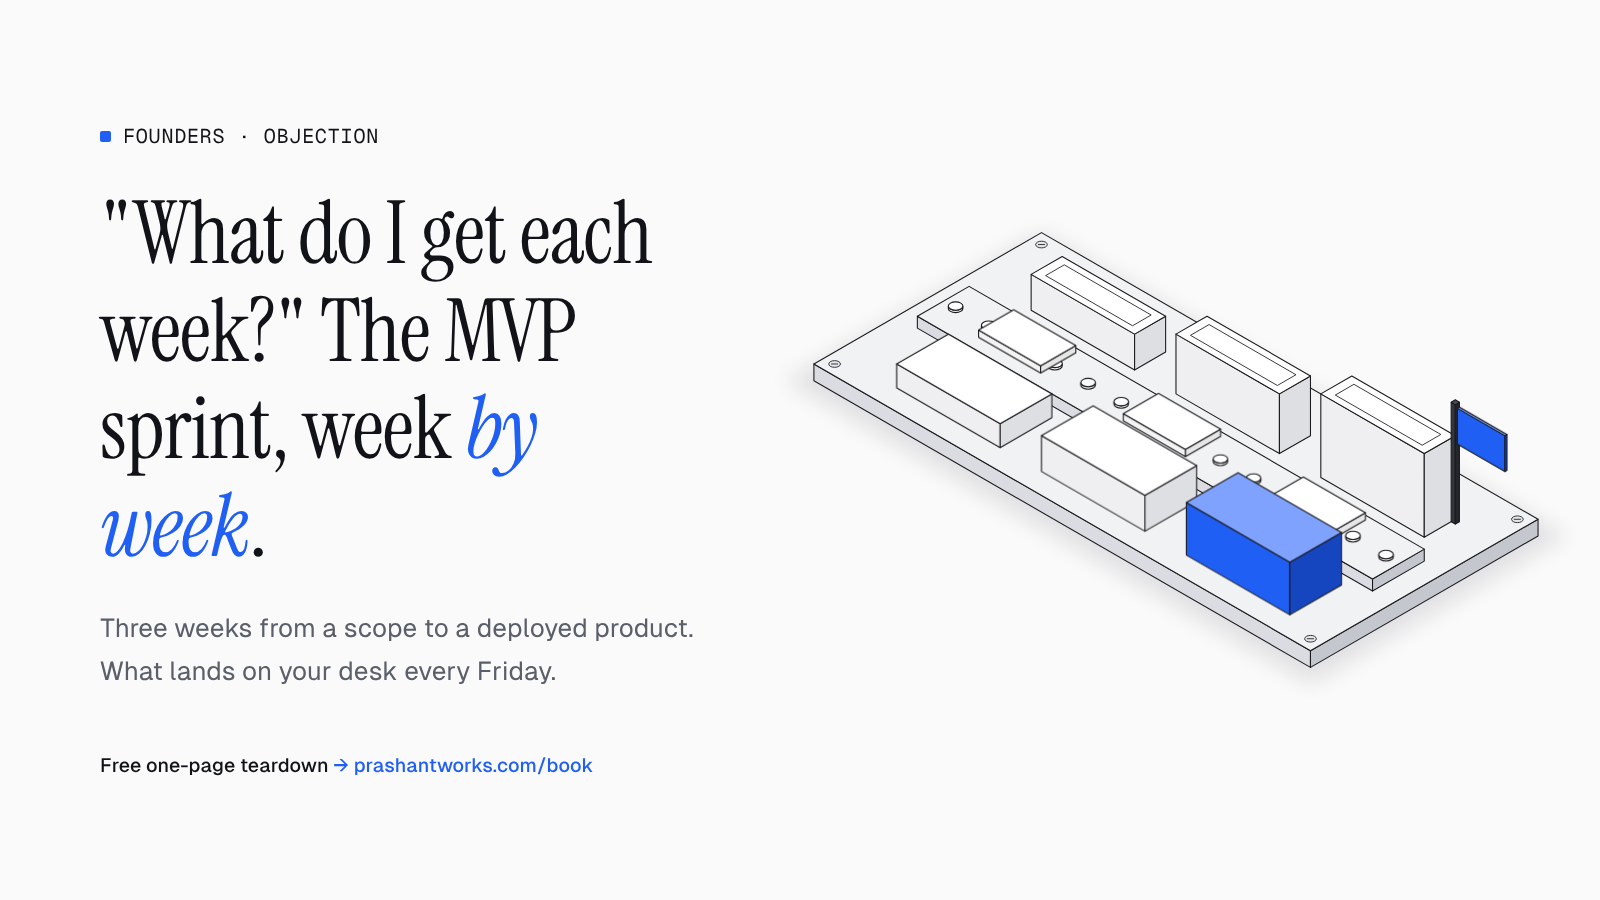 FOUNDERS · OBJECTION
"What do I get each
week?" The MVP
sprint, week by
week.
Three weeks from a scope to a deployed product.
What lands on your desk every Friday.
Free one-page teardown → prashantworks.com/book